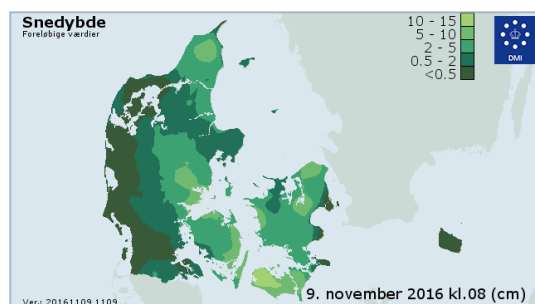 Snedybde
Foreløbige værdier
10 - 15
5 - 10
2 - 5
0.5 - 2
<0.5
DMI
9. november 2016 kl.08 (cm)
Ver.: 20161109 1109